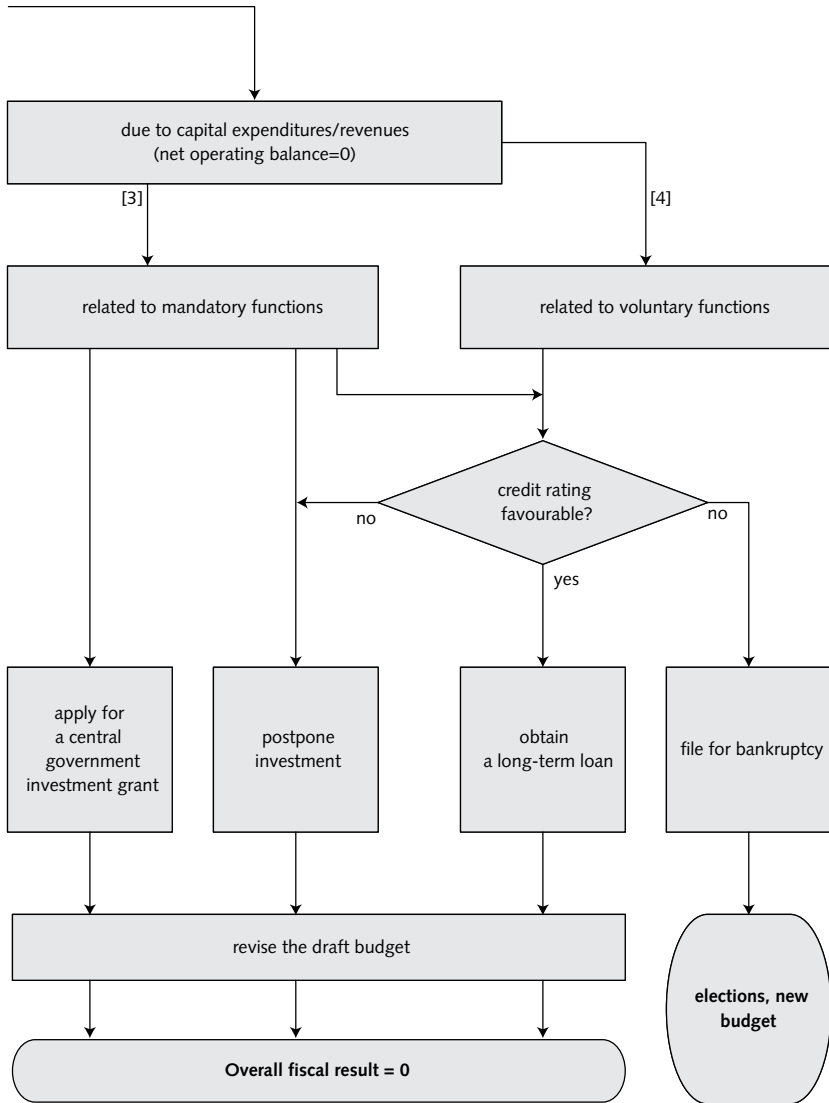 due to capital expenditures/revenues
(net operating balance=0)
[3]
[4]
related to mandatory functions
related to voluntary functions
credit rating
favourable?
no
no
yes
apply for
a central
government
investment grant
postpone
investment
obtain
a long-term loan
file for bankruptcy
revise the draft budget
elections, new
budget
Overall fiscal result = 0